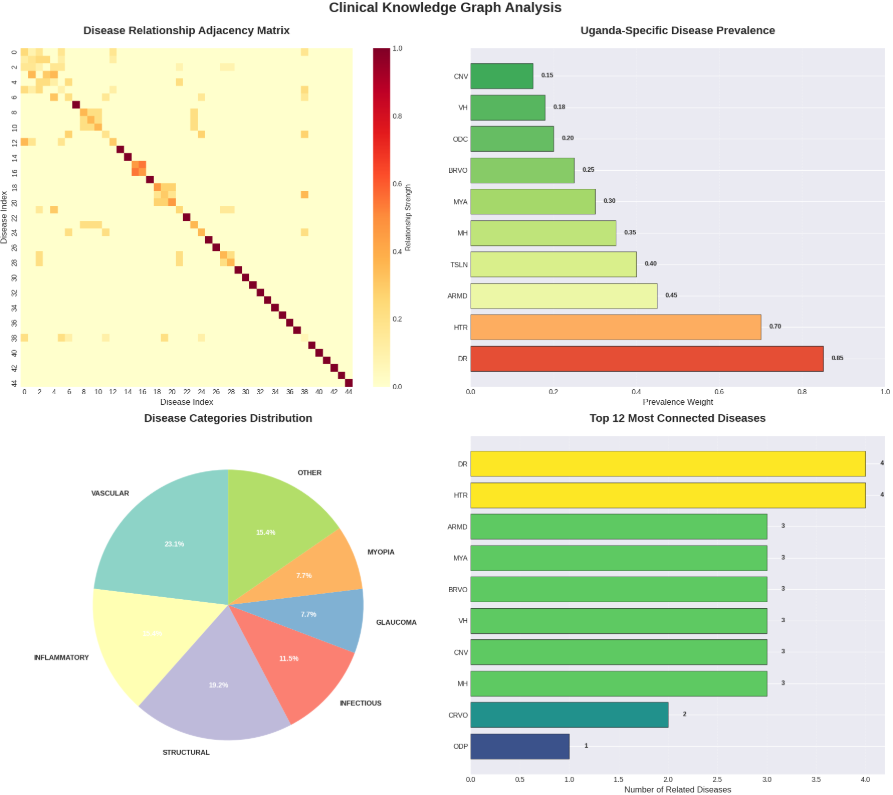 Clinical Knowledge Graph Analysis
Disease Relationship Adjacency Matrix
Disease Index
0
2
4
6
8
10
12
14
16
18
20
22
24
26
28
30
32
34
36
38
40
42
44
0 2 4 6 8 10 12 14 16 18 20 22 24 26 28 30 32 34 36 38 40 42 44
Disease Index
1.0
0.8
0.6
0.4
0.2
0.0
Relationship Strength
Uganda-Specific Disease Prevalence
CNV 0.15
VH 0.18
ODC 0.20
BRVO 0.25
MYA 0.30
MH 0.35
TSLN 0.40
ARMD 0.45
HTR 0.70
DR 0.85
0.0 0.2 0.4 0.6 0.8 1.0
Prevalence Weight
Disease Categories Distribution
OTHER
15.4%
VASCULAR
23.1%
MYOPIA
7.7%
GLAUCOMA
7.7%
INFLAMMATORY
INFECTIOUS
11.5%
STRUCTURAL
19.2%
Top 12 Most Connected Diseases
DR 4
HTR 4
ARMD 3
MYA 3
BRVO 3
VH 3
CNV 3
MH 3
CRVO 2
ODP 1
0.0 0.5 1.0 1.5 2.0 2.5 3.0 3.5 4.0
Number of Related Diseases